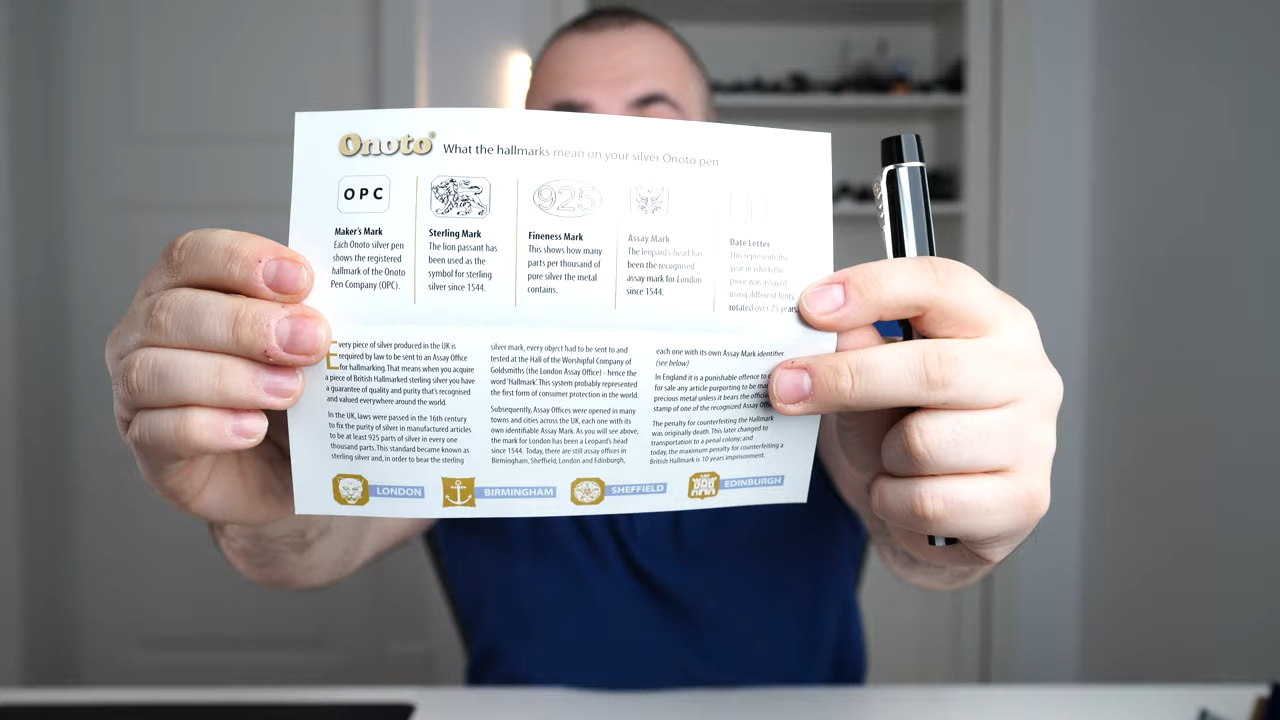 Onoto® What the hallmarks mean on your silver Onoto pen
OPC
925
Maker's Mark
Each Onoto silver pen
shows the registered
hallmark of the Onoto
Pen Company (OPC).
Sterling Mark
The lion passant has
been used as the
symbol for sterling
silver since 1544.
Fineness Mark
This shows how many
parts per thousand of
pure silver the metal
contains.
Assay Mark
The leopard's head has
been the recognised
assay mark for London
since 1544.
Date Letter
This represents the
year in which the
piece was assayed
using different fonts
rotated over 25 years.
Every piece of silver produced in the UK is
required by law to be sent to an Assay Office
for hallmarking. That means when you acquire
a piece of British Hallmarked sterling silver you have
a guarantee of quality and purity that's recognised
and valued everywhere around the world.
In the UK, laws were passed in the 16th century
to fix the purity of silver in manufactured articles
to be at least 925 parts of silver in every one
thousand parts. This standard became known as
sterling silver and, in order to bear the sterling
silver mark, every object had to be sent to and
tested at the Hall of the Worshipful Company of
Goldsmiths (the London Assay Office) - hence the
word 'Hallmark'. This system probably represented
the first form of consumer protection in the world.
Subsequently, Assay Offices were opened in many
towns and cities across the UK, each one with its
own identifiable Assay Mark. As you will see above,
the mark for London has been a Leopard's head
since 1544. Today, there are still assay offices in
Birmingham, Sheffield, London and Edinburgh,
each one with its own Assay Mark identifier.
(see below)
In England it is a punishable offence to
for sale any article purporting to be
precious metal unless it bears the
stamp of one of the recognized Assay
The penalty for counterfeiting the Hallmark
was originally death. This later changed to
transportation to a penal colony; and
today, the maximum penalty for counterfeiting a
British Hallmark is 10 years imprisonment.
LONDON
BIRMINGHAM
SHEFFIELD
EDINBURGH